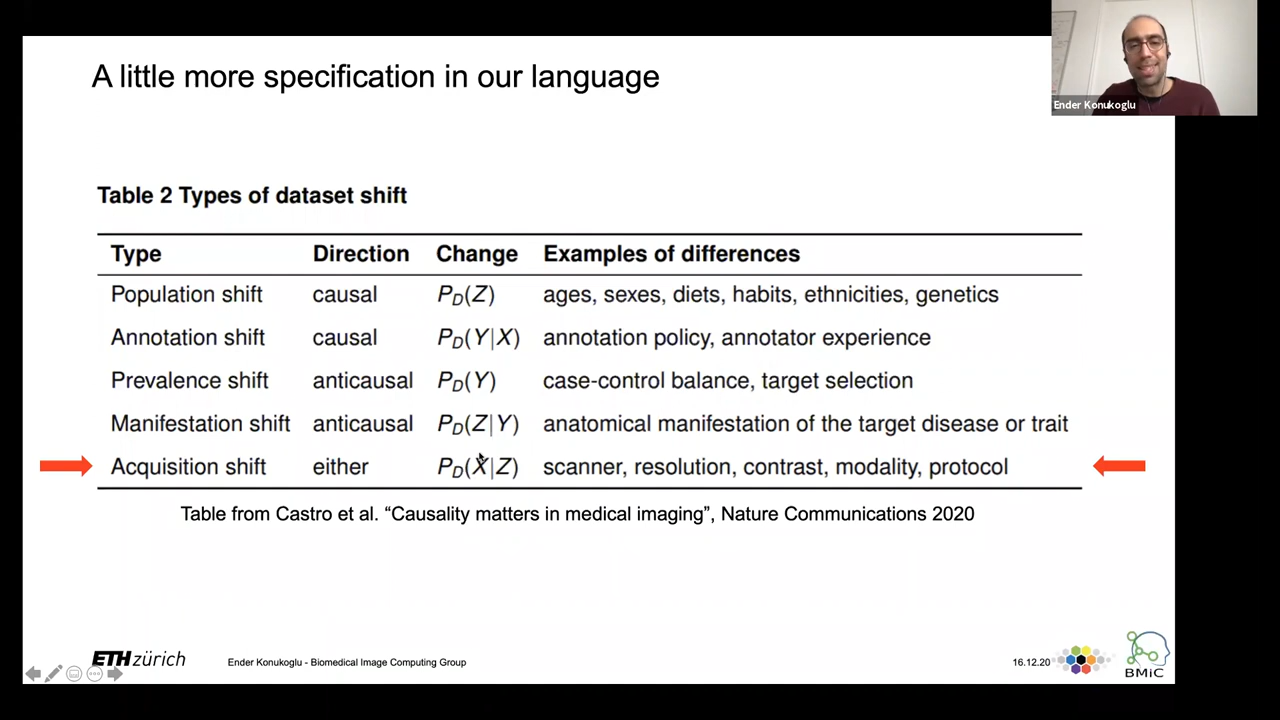 A little more specification in our language
Ender Konukoglu
Table 2 Types of dataset shift
Type Direction Change Examples of differences
Population shift causal P_D(Z) ages, sexes, diets, habits, ethnicities, genetics
Annotation shift causal P_D(Y|X) annotation policy, annotator experience
Prevalence shift anticausal P_D(Y) case-control balance, target selection
Manifestation shift anticausal P_D(Z|Y) anatomical manifestation of the target disease or trait
Acquisition shift either P_D(X|Z) scanner, resolution, contrast, modality, protocol
Table from Castro et al. “Causality matters in medical imaging”, Nature Communications 2020
ETH zürich
Ender Konukoglu - Biomedical Image Computing Group
16.12.20
BMiC